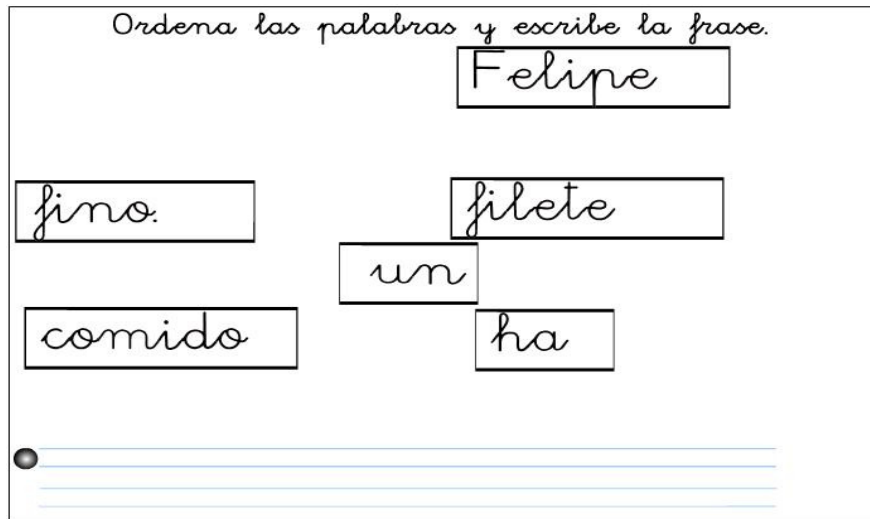 Ordena las palabras y escribe la frase.
Felipe
fino.
filete
un
comido
ha